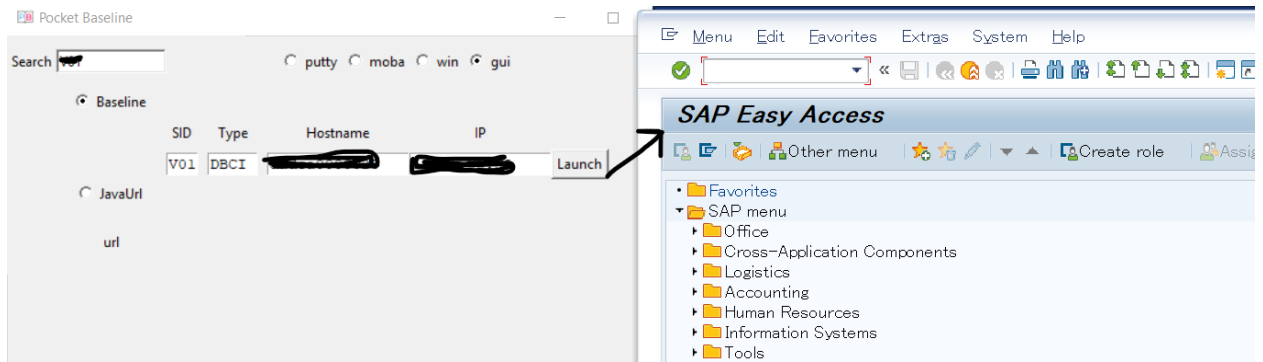 Pocket Baseline
Search
putty moba win gui
Baseline
SID Type Hostname IP
V01 DBCI Launch
JavaUrl
url
Menu Edit Favorites Extras System Help
SAP Easy Access
Other menu Create role Assig
Favorites
SAP menu
Office
Cross-Application Components
Logistics
Accounting
Human Resources
Information Systems
Tools